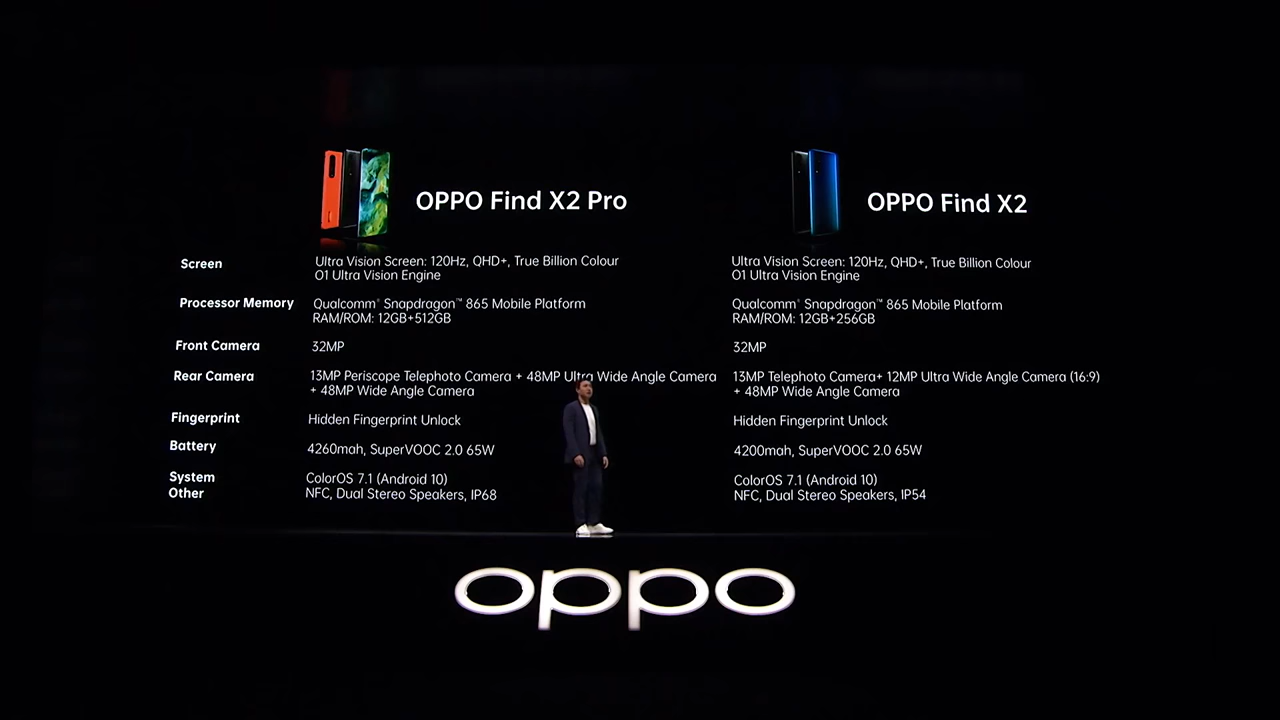 OPPO Find X2 Pro
OPPO Find X2
Screen
Ultra Vision Screen: 120Hz, QHD+, True Billion Colour
O1 Ultra Vision Engine
Ultra Vision Screen: 120Hz, QHD+, True Billion Colour
O1 Ultra Vision Engine
Processor Memory
Qualcomm® Snapdragon™ 865 Mobile Platform
RAM/ROM: 12GB+512GB
Qualcomm® Snapdragon™ 865 Mobile Platform
RAM/ROM: 12GB+256GB
Front Camera
32MP
32MP
Rear Camera
13MP Periscope Telephoto Camera + 48MP Ultra Wide Angle Camera
+ 48MP Wide Angle Camera
13MP Telephoto Camera+ 12MP Ultra Wide Angle Camera (16:9)
+ 48MP Wide Angle Camera
Fingerprint
Hidden Fingerprint Unlock
Hidden Fingerprint Unlock
Battery
4260mah, SuperVOOC 2.0 65W
4200mah, SuperVOOC 2.0 65W
System
ColorOS 7.1 (Android 10)
ColorOS 7.1 (Android 10)
Other
NFC, Dual Stereo Speakers, IP68
NFC, Dual Stereo Speakers, IP54
oppo